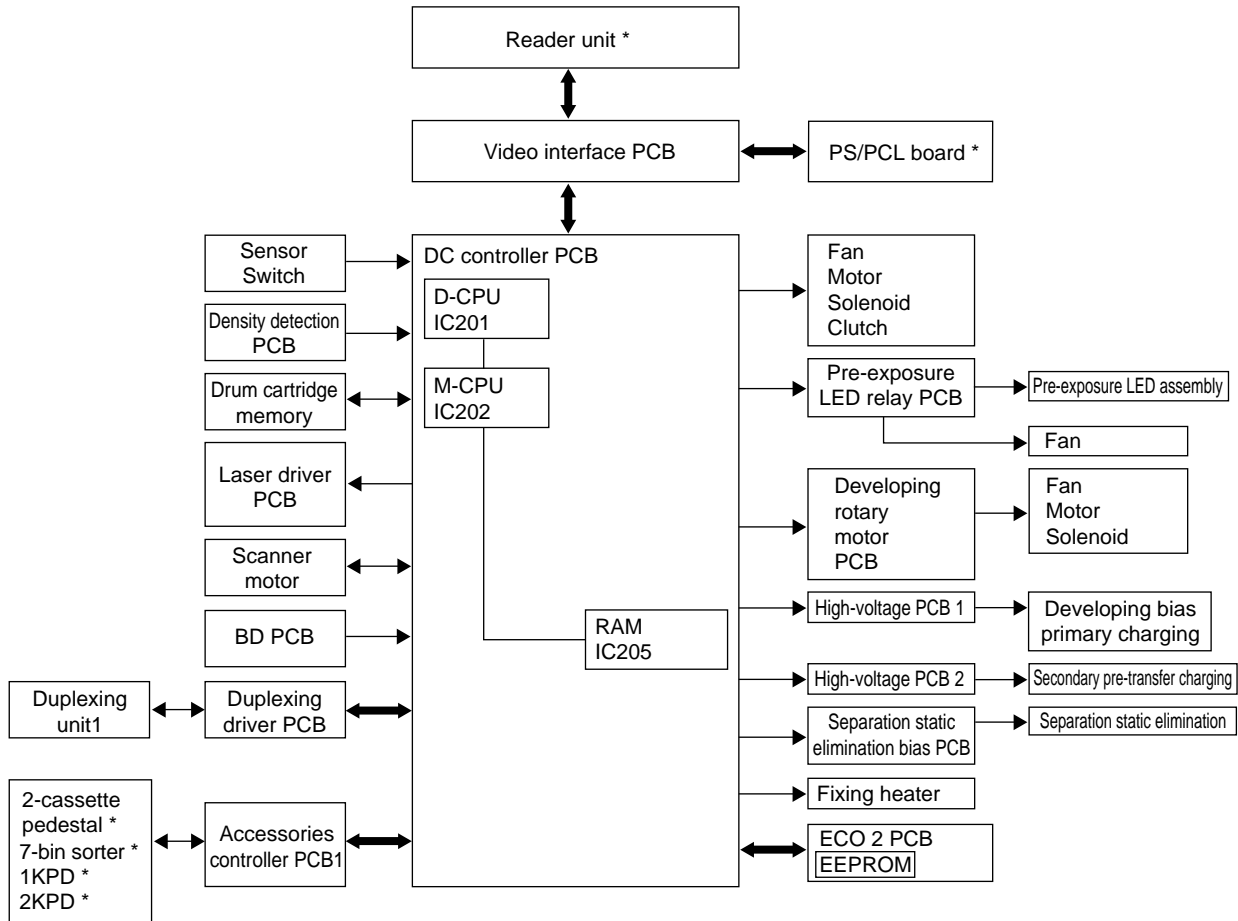 Reader unit *
Video interface PCB
PS/PCL board *
Sensor
Switch
Density detection
PCB
Drum cartridge
memory
Laser driver
PCB
Scanner
motor
BD PCB
Duplexing
unit1
Duplexing
driver PCB
2-cassette
pedestal *
7-bin sorter *
1KPD *
2KPD *
Accessories
controller PCB1
DC controller PCB
D-CPU
IC201
M-CPU
IC202
RAM
IC205
Fan
Motor
Solenoid
Clutch
Pre-exposure
LED relay PCB
Pre-exposure LED assembly
Fan
Developing
rotary
motor
PCB
Fan
Motor
Solenoid
High-voltage PCB 1
Developing bias
primary charging
High-voltage PCB 2
Secondary pre-transfer charging
Separation static
elimination bias PCB
Separation static elimination
Fixing heater
ECO 2 PCB
EEPROM